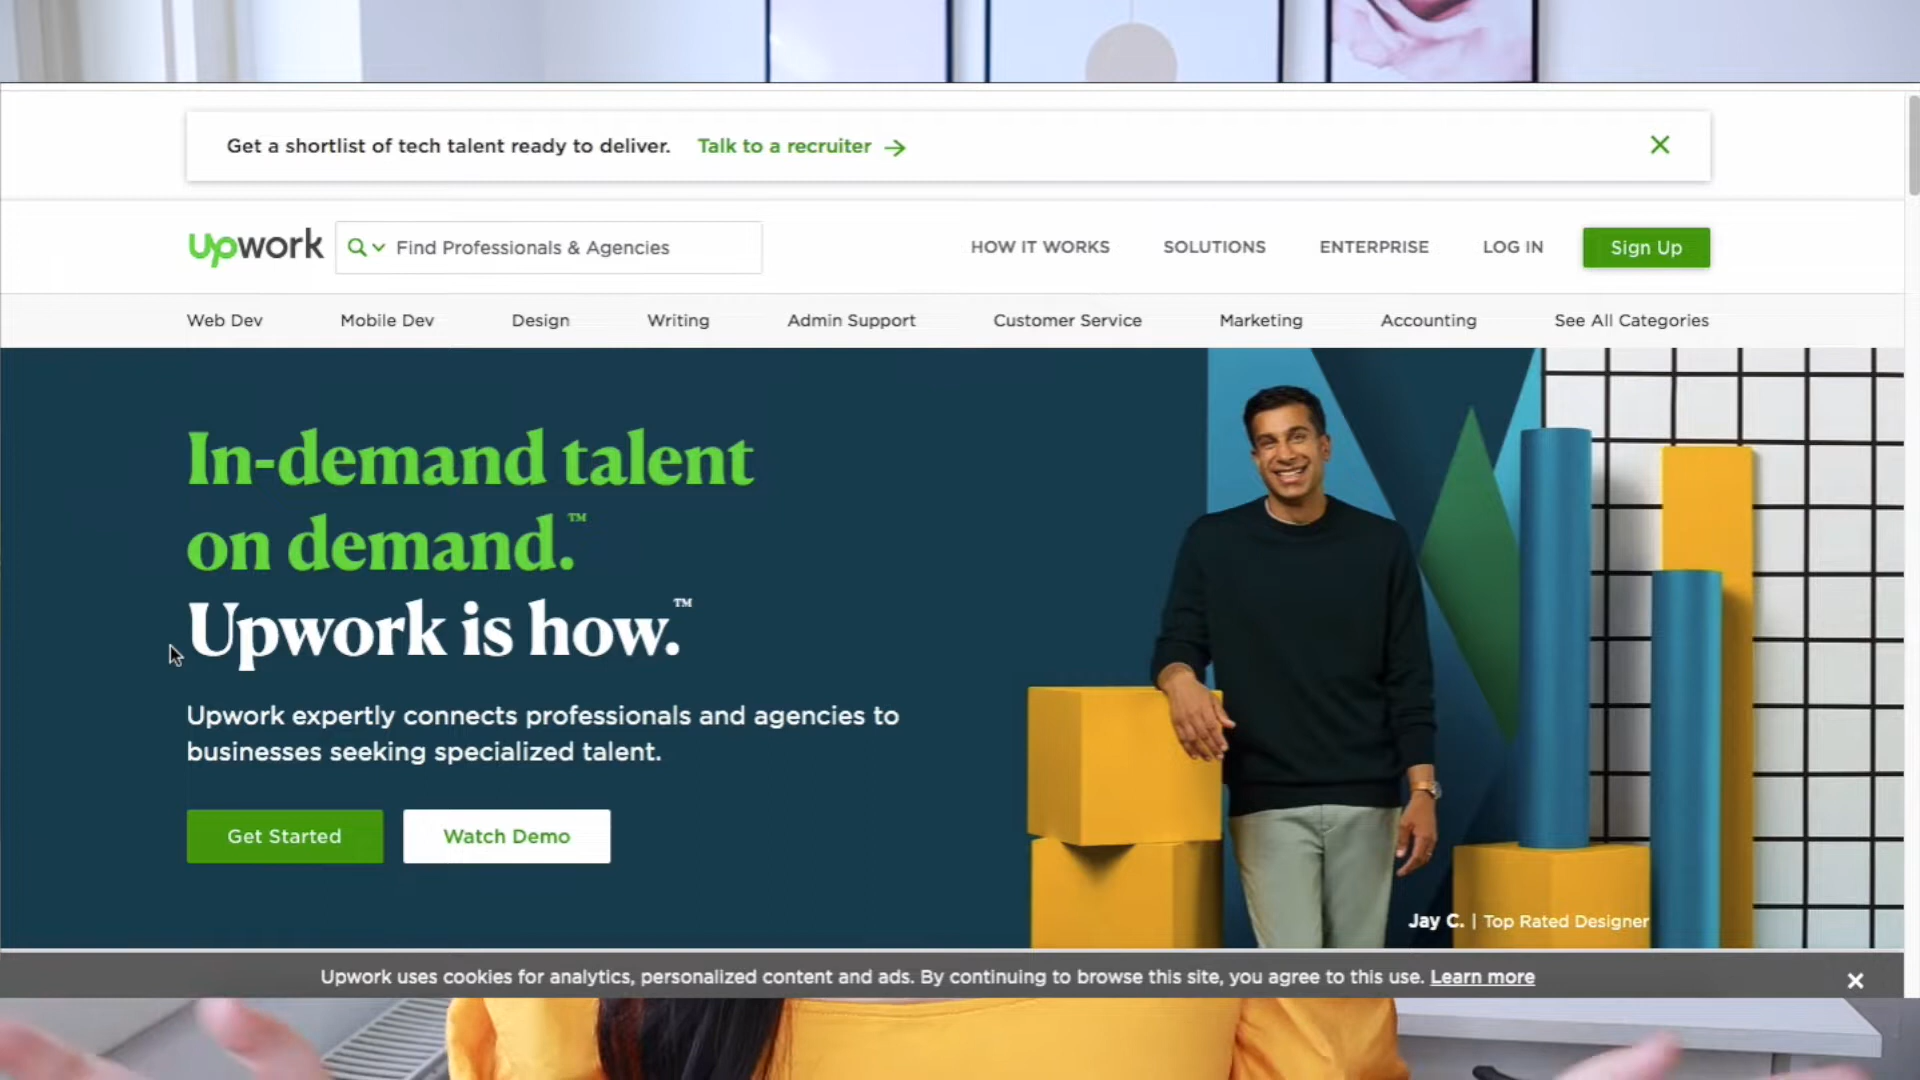 Get a shortlist of tech talent ready to deliver. Talk to a recruiter →
upwork
Find Professionals & Agencies
HOW IT WORKS
SOLUTIONS
ENTERPRISE
LOG IN
Sign Up
Web Dev
Mobile Dev
Design
Writing
Admin Support
Customer Service
Marketing
Accounting
See All Categories
In-demand talent
on demand.™
Upwork is how.™
Upwork expertly connects professionals and agencies to
businesses seeking specialized talent.
Get Started
Watch Demo
Jay C. | Top Rated Designer
Upwork uses cookies for analytics, personalized content and ads. By continuing to browse this site, you agree to this use. Learn more